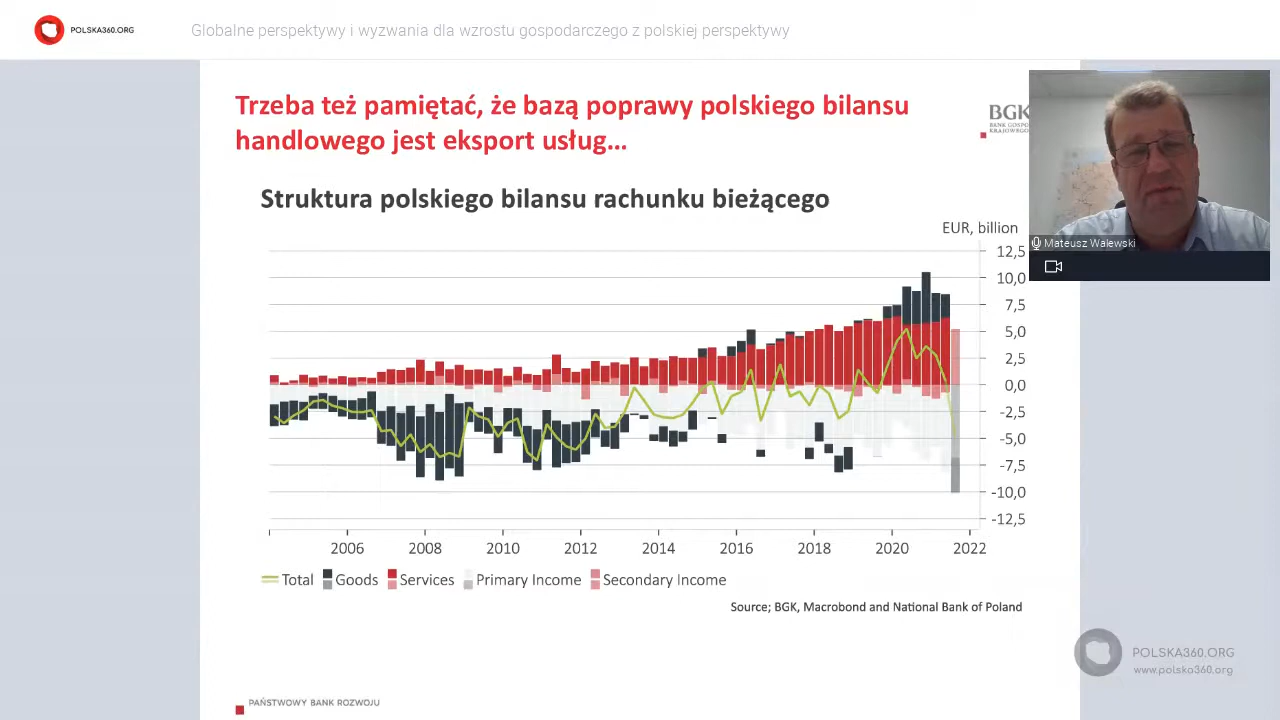 POLSKA360.ORG
Globalne perspektywy i wyzwania dla wzrostu gospodarczego z polskiej perspektywy
Trzeba też pamiętać, że bazą poprawy polskiego bilansu
handlowego jest eksport usług...
BGK
Mateusz Walewski
Struktura polskiego bilansu rachunku bieżącego
EUR, billion
12,5
10,0
7,5
5,0
2,5
0,0
-2,5
-5,0
-7,5
-10,0
-12,5
2006 2008 2010 2012 2014 2016 2018 2020 2022
Total Goods Services Primary Income Secondary Income
Source; BGK, Macrobond and National Bank of Poland
POLSKA360.ORG
www.polska360.org
PAŃSTWOWY BANK ROZWOJU